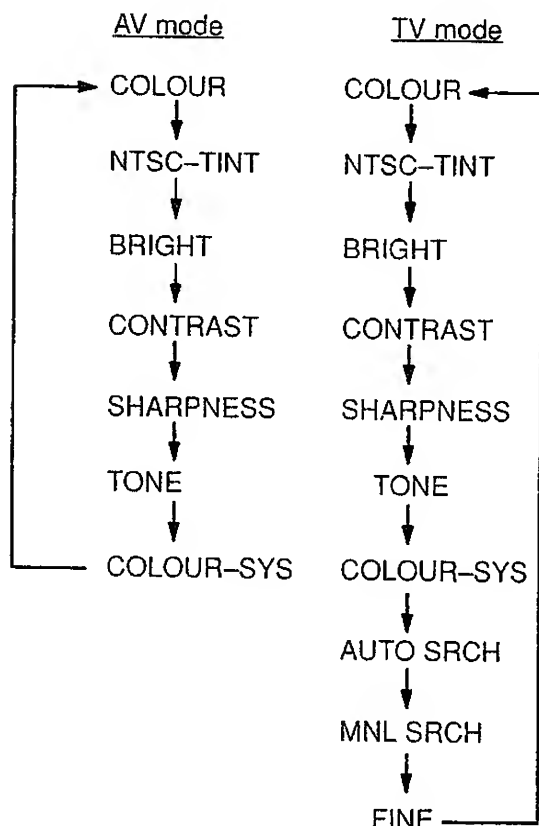 AV mode
COLOUR
NTSC–TINT
BRIGHT
CONTRAST
SHARPNESS
TONE
COLOUR–SYS
TV mode
COLOUR
NTSC–TINT
BRIGHT
CONTRAST
SHARPNESS
TONE
COLOUR–SYS
AUTO SRCH
MNL SRCH
FINE